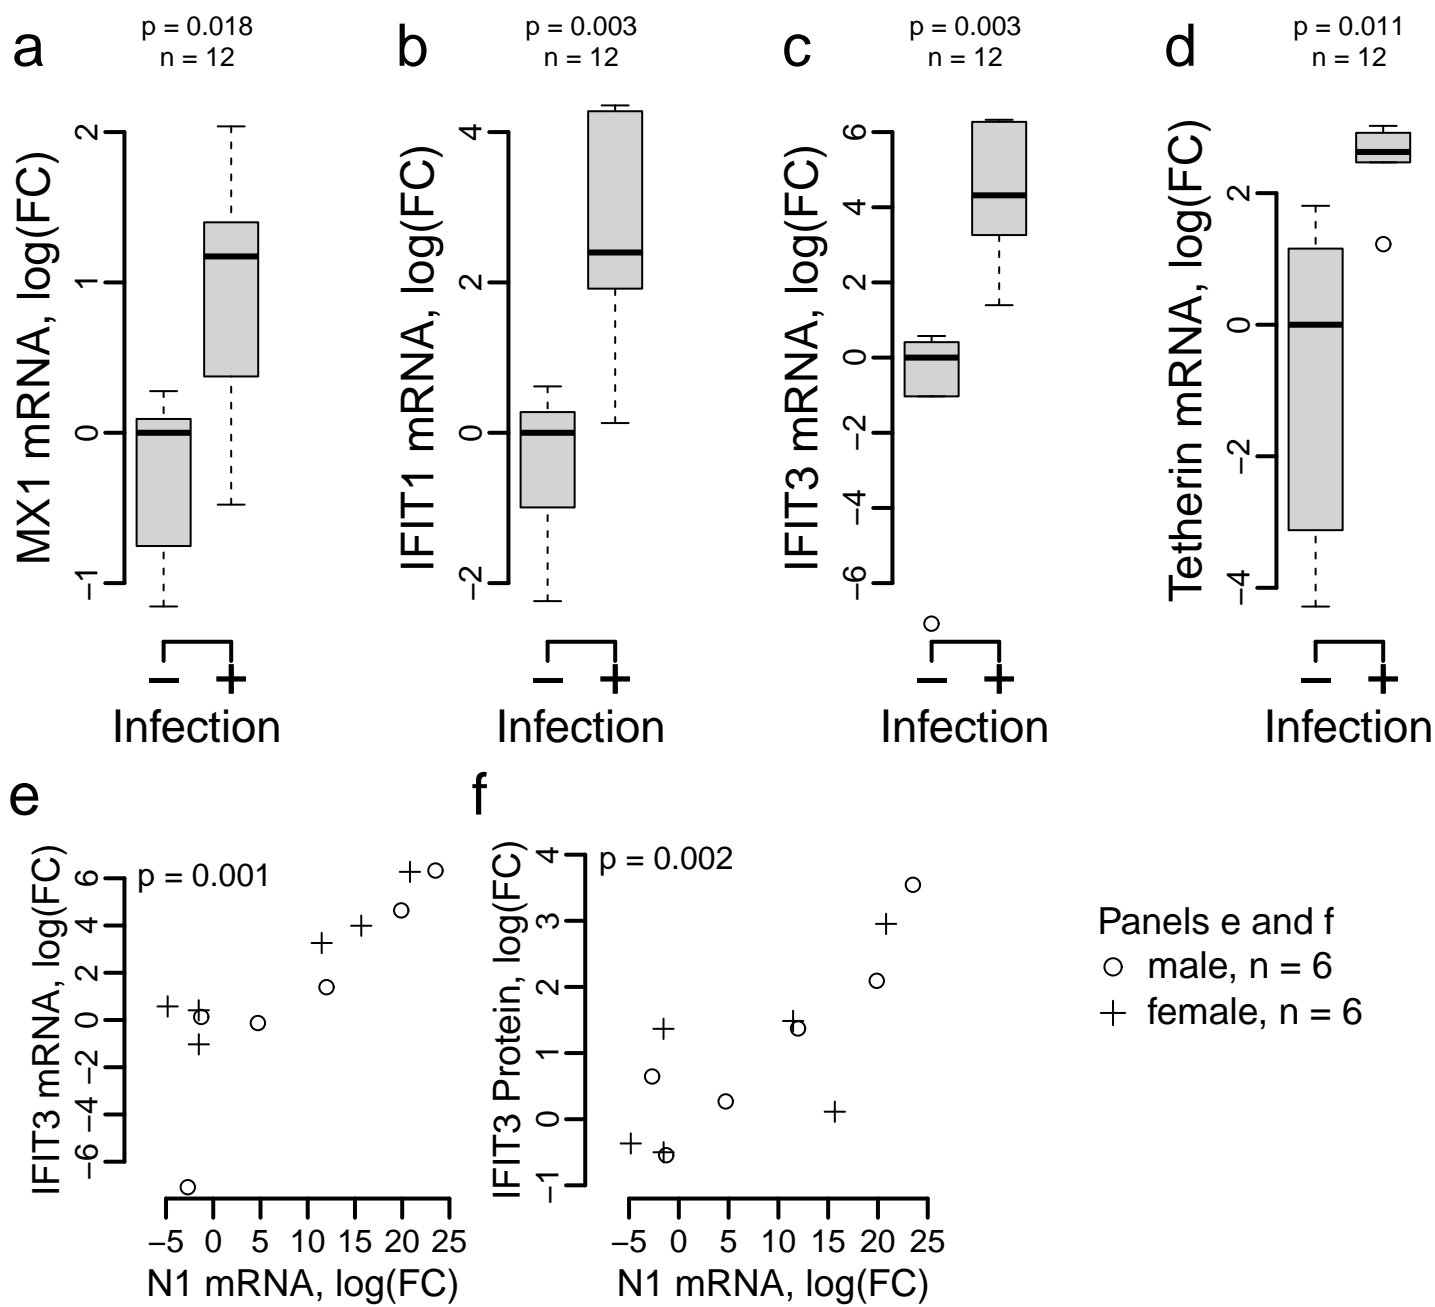 a
p = 0.018
n = 12
MX1 mRNA, log(FC)
2
1
0
−1
− +
Infection
b
p = 0.003
n = 12
IFIT1 mRNA, log(FC)
4
2
0
−2
− +
Infection
c
p = 0.003
n = 12
IFIT3 mRNA, log(FC)
6
4
2
0
−2
−4
−6
− +
Infection
d
p = 0.011
n = 12
Tetherin mRNA, log(FC)
2
0
−2
−4
− +
Infection
e
p = 0.001
IFIT3 mRNA, log(FC)
6
4
2
0
−2
−4
−6
−5 0 5 10 15 20 25
N1 mRNA, log(FC)
f
p = 0.002
IFIT3 Protein, log(FC)
4
3
2
1
0
−1
−5 0 5 10 15 20 25
N1 mRNA, log(FC)
Panels e and f
male, n = 6
female, n = 6